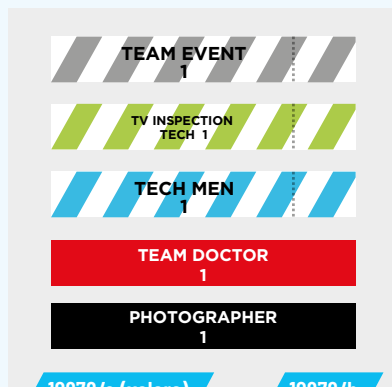 TEAM EVENT
1
TV INSPECTION
TECH 1
TECH MEN
1
TEAM DOCTOR
1
PHOTOGRAPHER
1